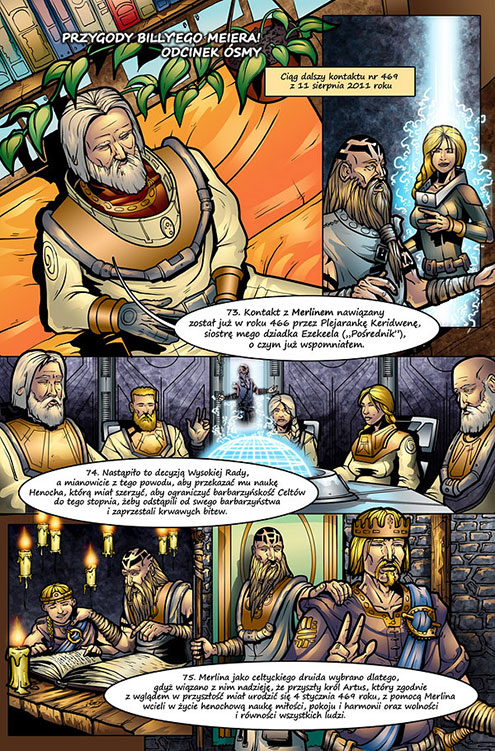 PRZYGODY BILLY'EGO MEIERA!
ODCINEK ÓSMY
Ciąg dalszy kontaktu nr 469
z 11 sierpnia 2011 roku
73. Kontakt z Merlinem nawiązany
został już w roku 466 przez Plejarankę Keridwenę,
siostrę mego dziadka Ezekeela („Pośrednik"),
o czym już wspomniałem.
74. Nastąpiło to decyzją Wysokiej Rady,
a mianowicie z tego powodu, aby przekazać mu naukę
Henocha, którą miał szerzyć, aby ograniczyć barbarzyńskość Celtów
do tego stopnia, żeby odstąpili od swego barbarzyństwa
i zaprzestali krwawych bitew.
75. Merlina jako celtyckiego druida wybrano dlatego,
gdyż wiązano z nim nadzieję, że przyszły król Artus, który zgodnie
z wglądem w przyszłość miał urodzić się 4 stycznia 469 roku, z pomocą Merlina
wcieli w życie henochową naukę miłości, pokoju i harmonii oraz wolności
i równości wszystkich ludzi.